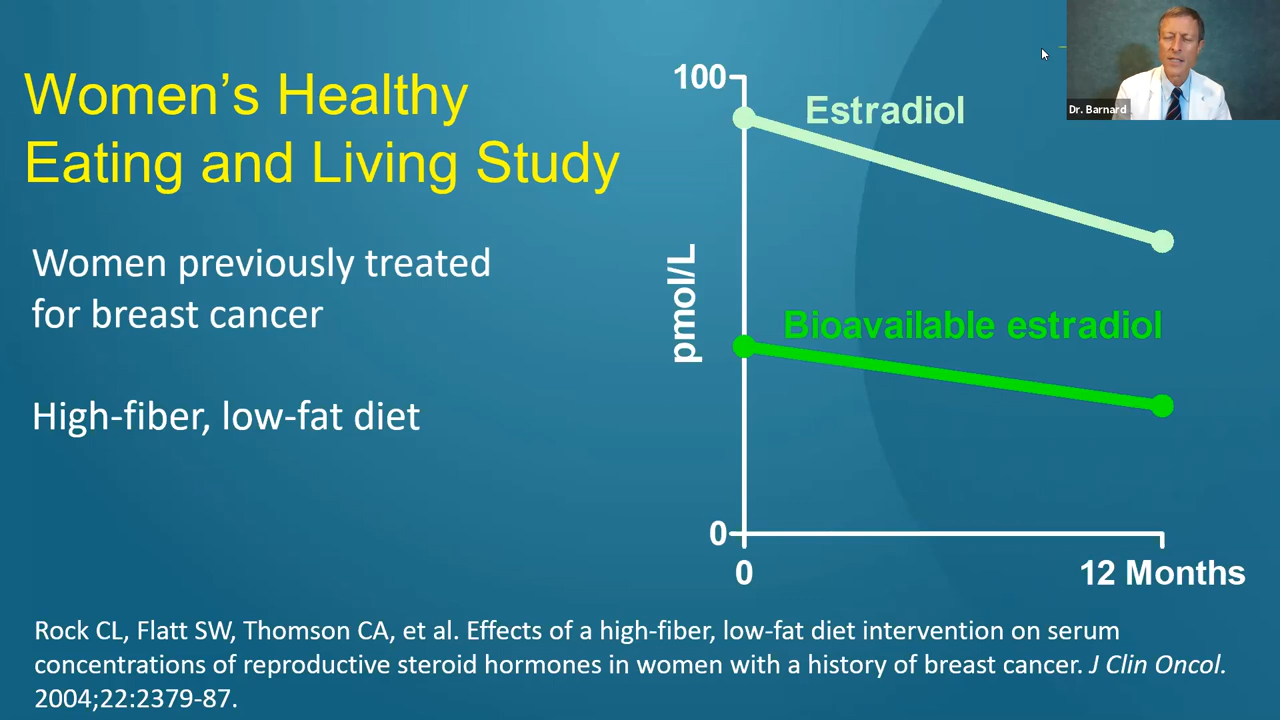 Women’s Healthy
Eating and Living Study
Women previously treated
for breast cancer
High-fiber, low-fat diet
100
Estradiol
Dr. Barnard
pmol/L
Bioavailable estradiol
0
0
12 Months
Rock CL, Flatt SW, Thomson CA, et al. Effects of a high-fiber, low-fat diet intervention on serum
concentrations of reproductive steroid hormones in women with a history of breast cancer. J Clin Oncol.
2004;22:2379-87.